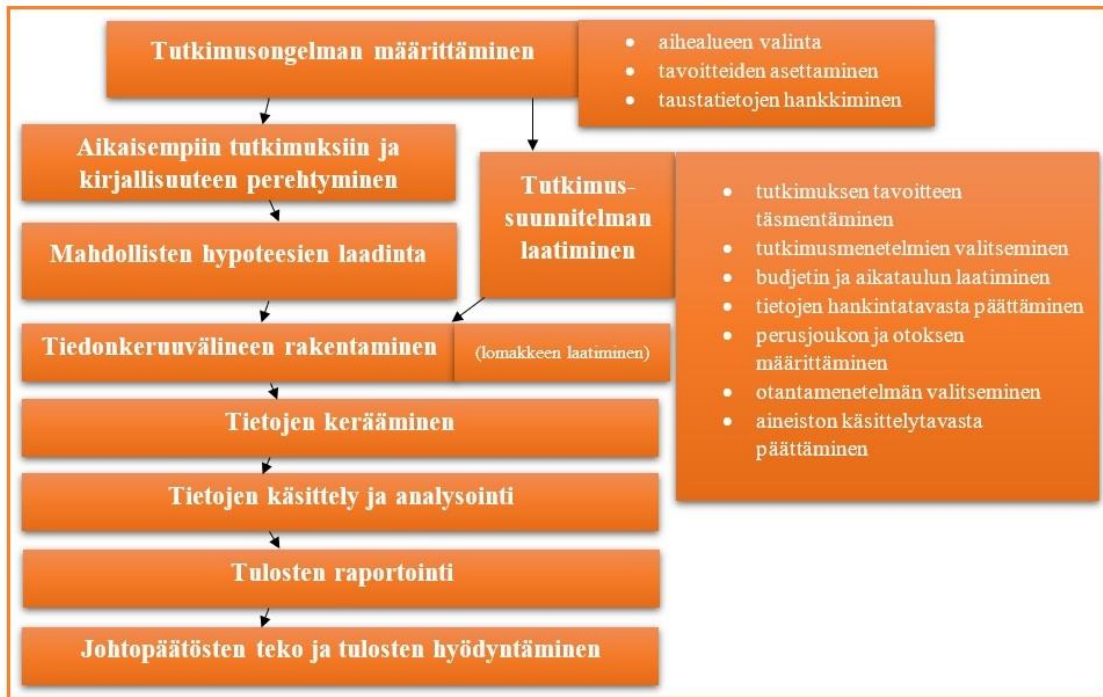 Tutkimusongelman määrittäminen
• aihealueen valinta
• tavoitteiden asettaminen
• taustatietojen hankkiminen
Aikaisempiin tutkimuksiin ja
kirjallisuuteen perehtyminen
Mahdollisten hypoteesien laadinta
Tutkimus-
suunnitelman
laatiminen
• tutkimuksen tavoitteen
täsmentäminen
• tutkimusmenetelmien valitseminen
• budjetin ja aikataulun laatiminen
• tietojen hankintatavasta päättäminen
• perusjoukon ja otoksen
määrittäminen
• otantamenetelmän valitseminen
• aineiston käsittelytavasta
päättäminen
Tiedonkeruuvälineen rakentaminen
(lomakkeen laatiminen)
Tietojen kerääminen
Tietojen käsittely ja analysointi
Tulosten raportointi
Johtopäätösten teko ja tulosten hyödyntäminen